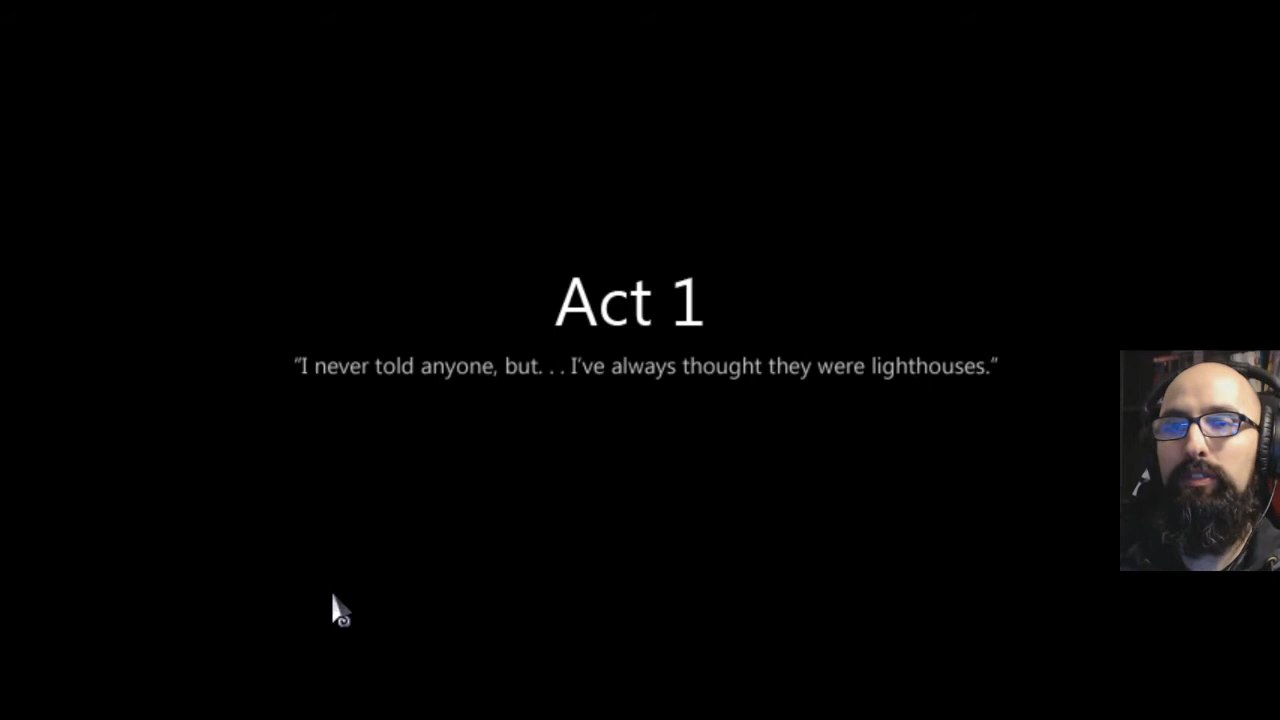 Act 1
“I never told anyone, but. . . I’ve always thought they were lighthouses.”